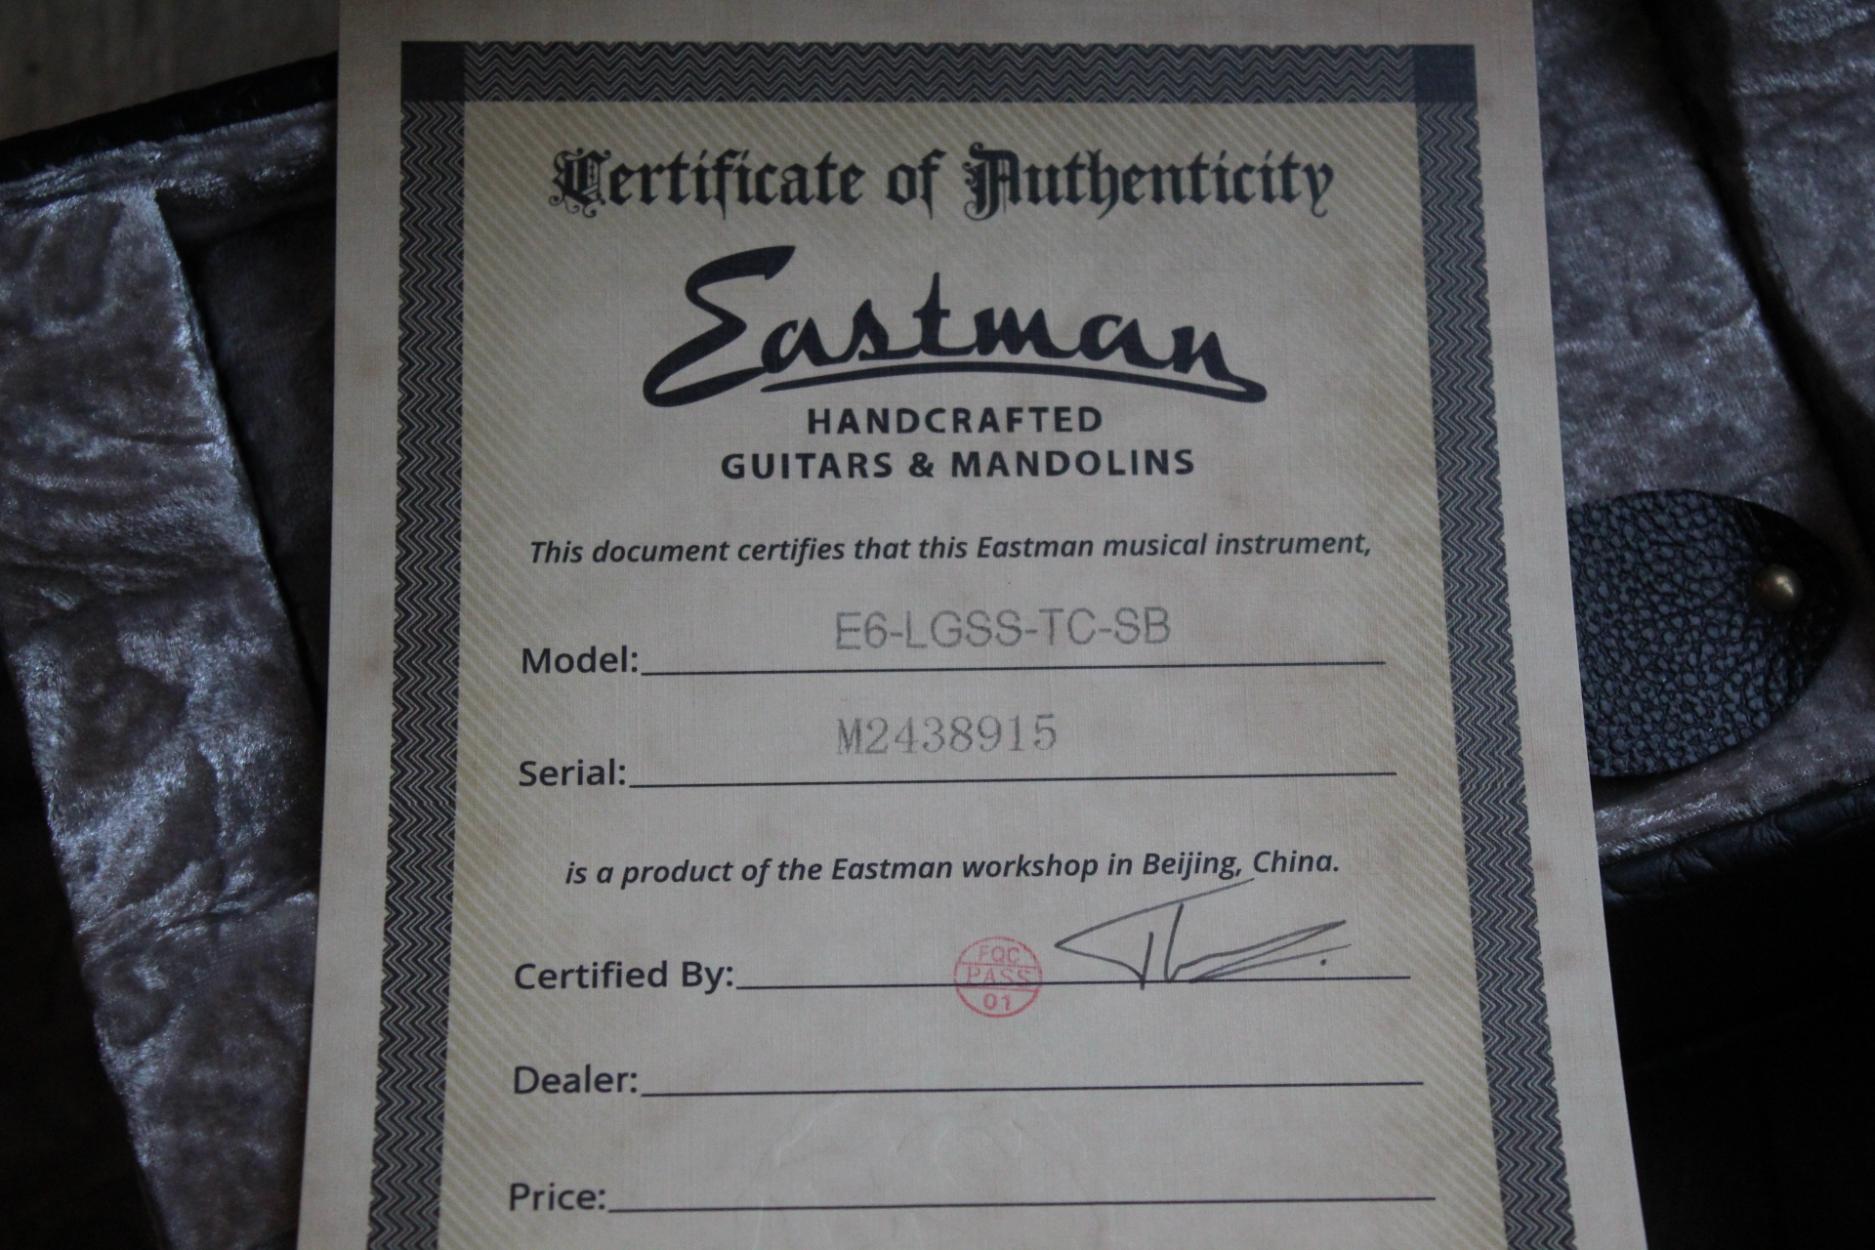 Certificate of Authenticity
Eastman
HANDCRAFTED
GUITARS & MANDOLINS
This document certifies that this Eastman musical instrument,
Model: E6-LGSS-TC-SB
Serial: M2438915
is a product of the Eastman workshop in Beijing, China.
Certified By:
FQC
PASS
01
Dealer:
Price: